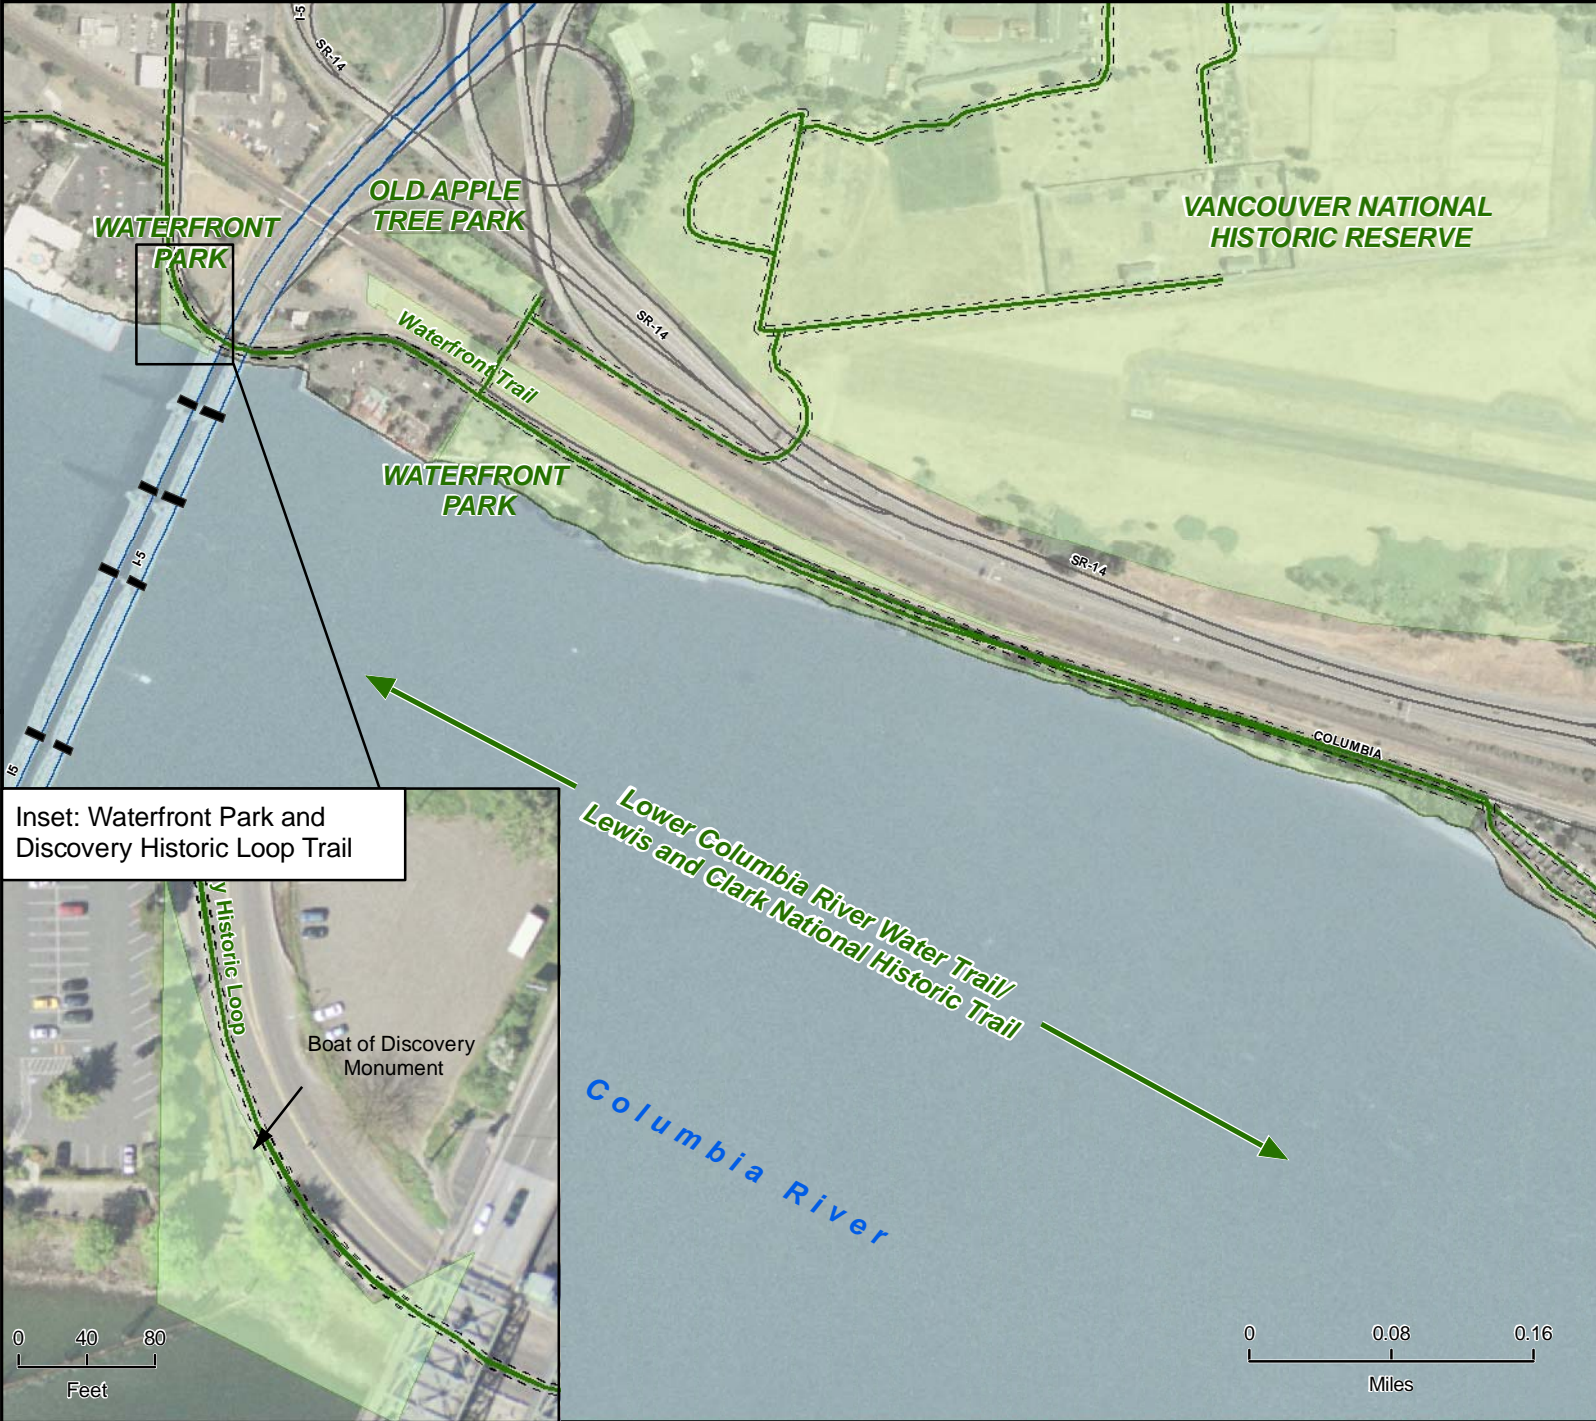 I-5
SR-14
OLD APPLE
TREE PARK
WATERFRONT
PARK
VANCOUVER NATIONAL
HISTORIC RESERVE
SR-14
Waterfront Trail
WATERFRONT
PARK
I-5
SR-14
COLUMBIA
I5
Inset: Waterfront Park and
Discovery Historic Loop Trail
Lower Columbia River Water Trail/
Lewis and Clark National Historic Trail
y Historic Loop
Boat of Discovery
Monument
Columbia River
0 40 80
Feet
0 0.08 0.16
Miles